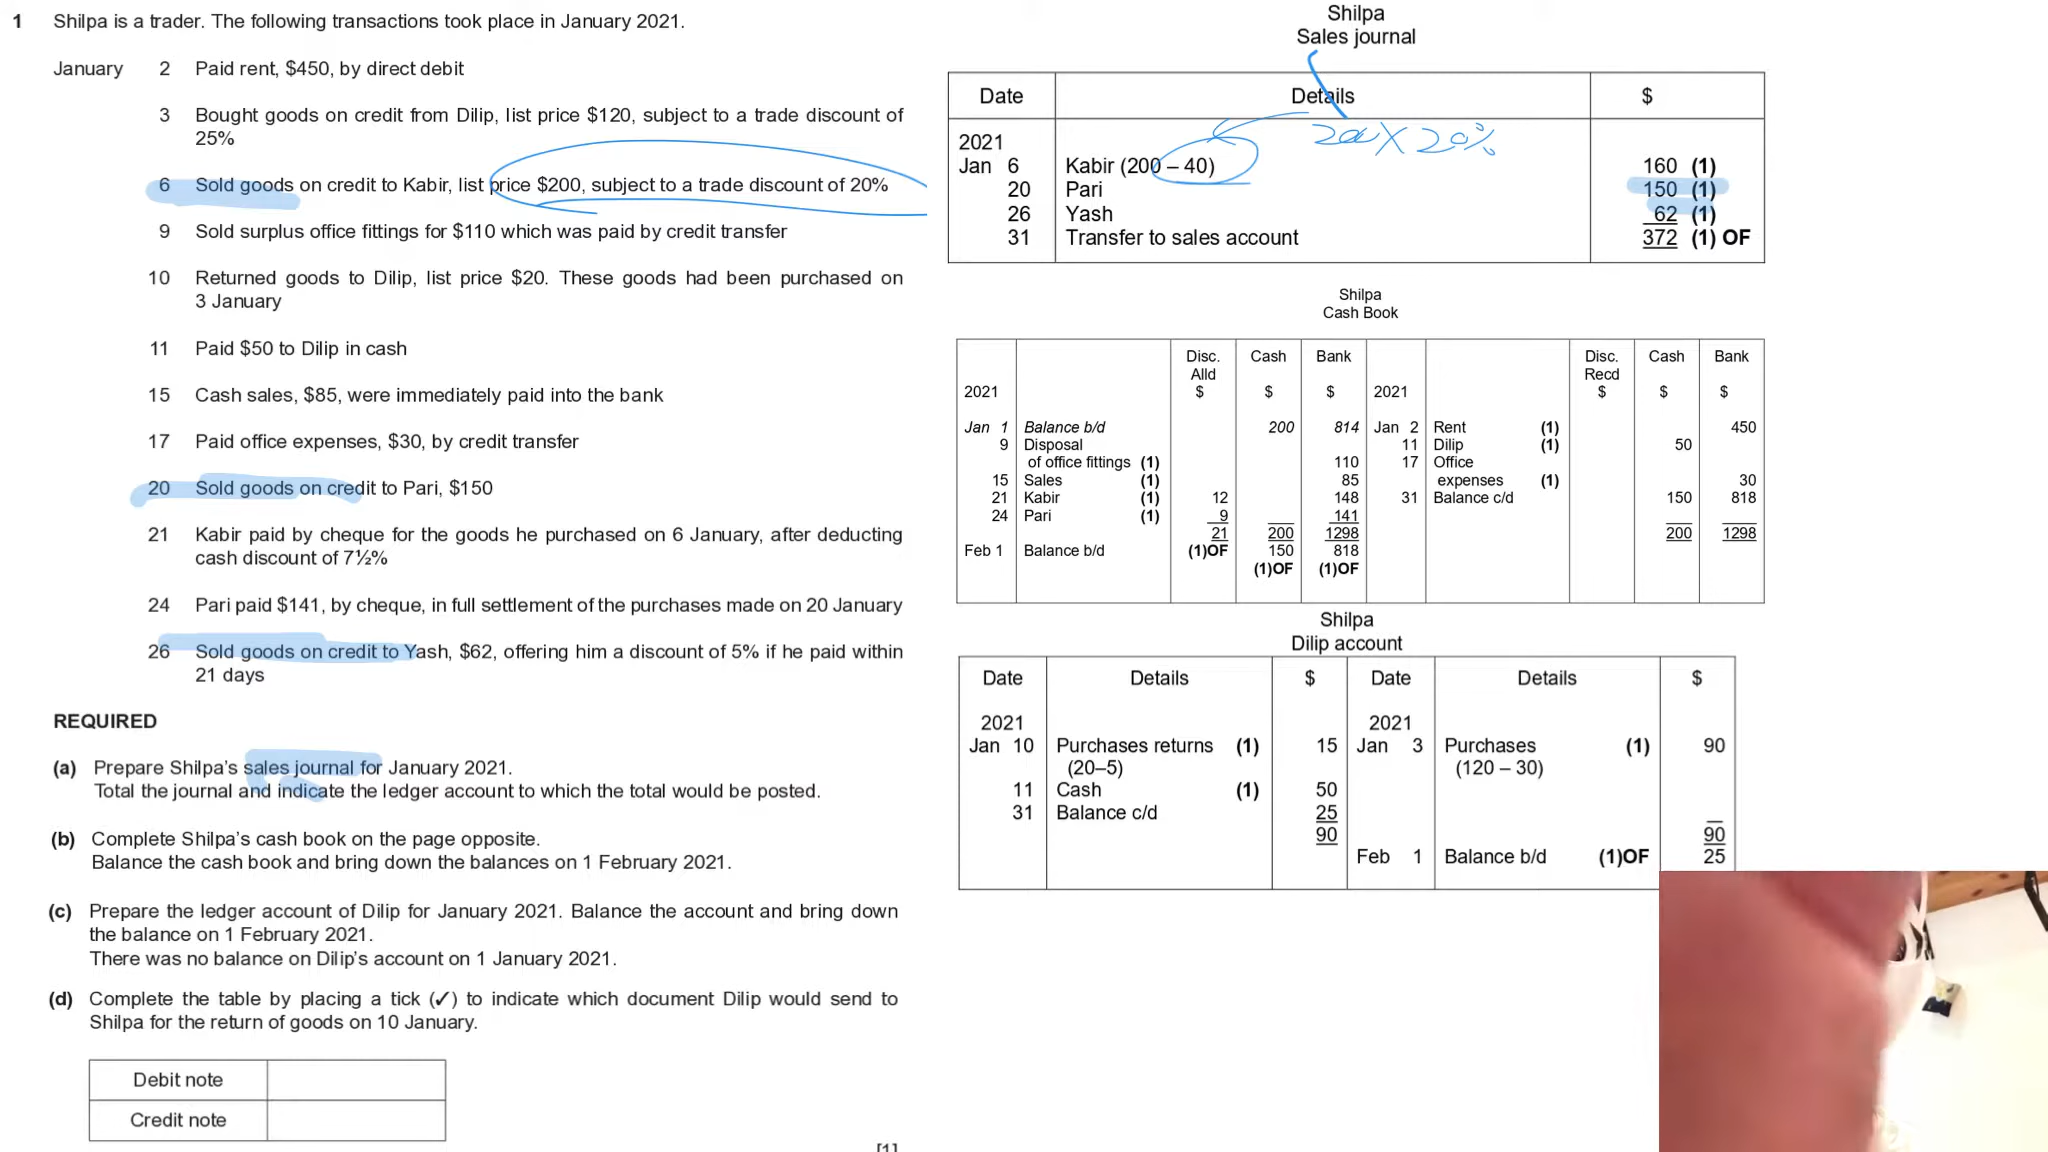 1 Shilpa is a trader. The following transactions took place in January 2021.
January 2 Paid rent, $450, by direct debit
3 Bought goods on credit from Dilip, list price $120, subject to a trade discount of
25%
6 Sold goods on credit to Kabir, list price $200, subject to a trade discount of 20%
9 Sold surplus office fittings for $110 which was paid by credit transfer
10 Returned goods to Dilip, list price $20. These goods had been purchased on
3 January
11 Paid $50 to Dilip in cash
15 Cash sales, $85, were immediately paid into the bank
17 Paid office expenses, $30, by credit transfer
20 Sold goods on credit to Pari, $150
21 Kabir paid by cheque for the goods he purchased on 6 January, after deducting
cash discount of 7½%
24 Pari paid $141, by cheque, in full settlement of the purchases made on 20 January
26 Sold goods on credit to Yash, $62, offering him a discount of 5% if he paid within
21 days
REQUIRED
(a) Prepare Shilpa's sales journal for January 2021.
Total the journal and indicate the ledger account to which the total would be posted.
(b) Complete Shilpa's cash book on the page opposite.
Balance the cash book and bring down the balances on 1 February 2021.
(c) Prepare the ledger account of Dilip for January 2021. Balance the account and bring down
the balance on 1 February 2021.
There was no balance on Dilip's account on 1 January 2021.
(d) Complete the table by placing a tick (✓) to indicate which document Dilip would send to
Shilpa for the return of goods on 10 January.
Debit note
Credit note
[1]
Shilpa
Sales journal
Date Details $
200 X 20%
2021
Jan 6 Kabir (200 – 40) 160 (1)
20 Pari 150 (1)
26 Yash 62 (1)
31 Transfer to sales account 372 (1) OF
Shilpa
Cash Book
Disc. Cash Bank Disc. Cash Bank
Alld Recd
2021 $ $ $ 2021 $ $ $
Jan 1 Balance b/d 200 814 Jan 2 Rent (1) 450
9 Disposal 11 Dilip (1) 50
of office fittings (1) 110 17 Office
15 Sales (1) 85 expenses (1) 30
21 Kabir (1) 12 148 31 Balance c/d 150 818
24 Pari (1) 9 141
21 200 1298 200 1298
Feb 1 Balance b/d (1)OF 150 818
(1)OF (1)OF
Shilpa
Dilip account
Date Details $ Date Details $
2021 2021
Jan 10 Purchases returns (1) 15 Jan 3 Purchases (1) 90
(20–5) (120 – 30)
11 Cash (1) 50
31 Balance c/d 25
90 90
Feb 1 Balance b/d (1)OF 25